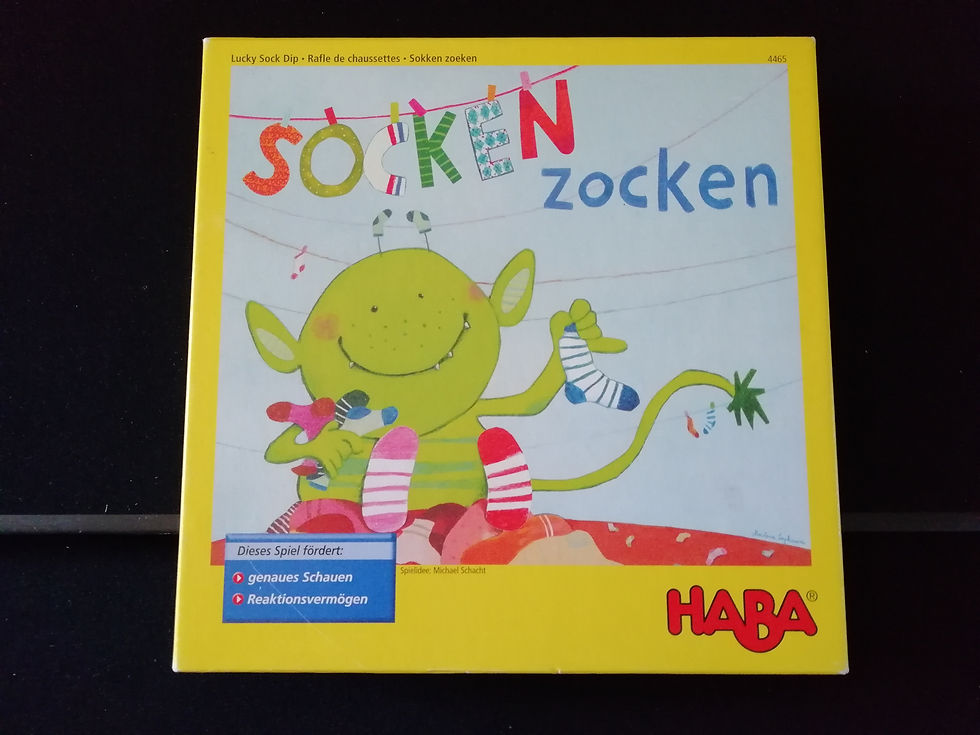 Lucky Sock Dip • Rafle de chaussettes • Sokken zoeken
4465
SOCKEN
zocken
Dieses Spiel fördert:
genaues Schauen
Reaktionsvermögen
Spielidee: Michael Schacht
HABA®